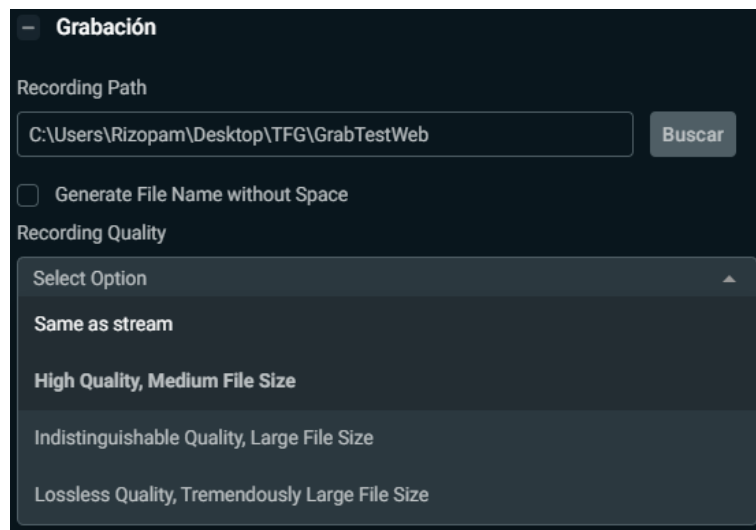 Grabación
Recording Path
C:\Users\Rizopam\Desktop\TFG\GrabTestWeb
Buscar
Generate File Name without Space
Recording Quality
Select Option
Same as stream
High Quality, Medium File Size
Indistinguishable Quality, Large File Size
Lossless Quality, Tremendously Large File Size